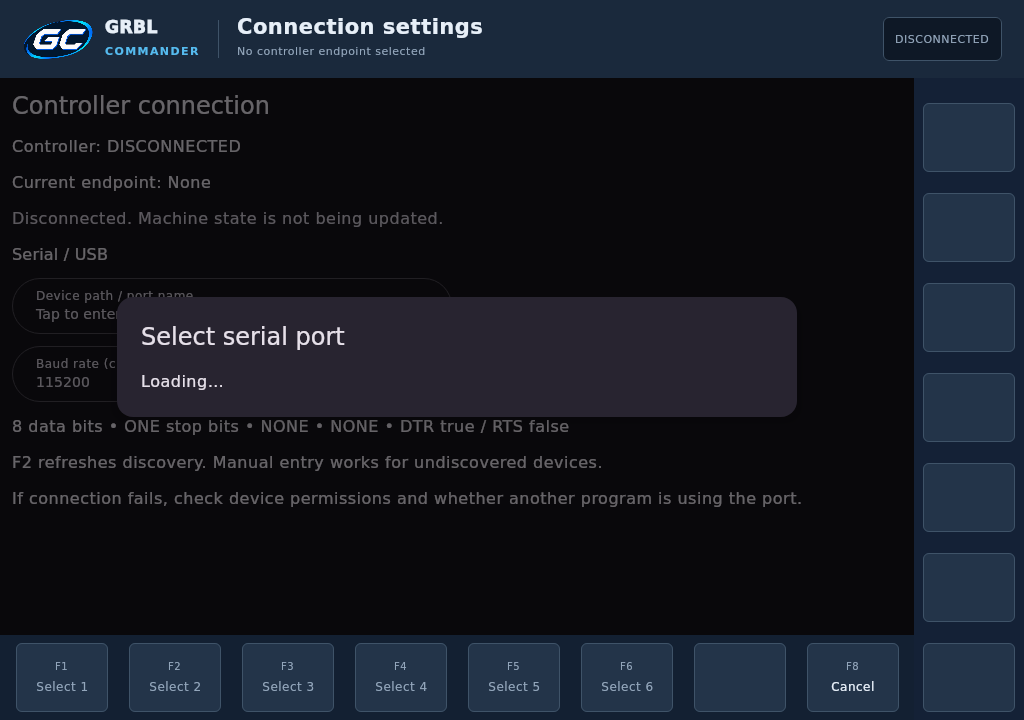 GC
GRBL
COMMANDER
Connection settings
No controller endpoint selected
DISCONNECTED
Controller connection
Controller: DISCONNECTED
Current endpoint: None
Disconnected. Machine state is not being updated.
Serial / USB
Device path / port name
Tap to enter
Baud rate (c
115200
Select serial port
Loading...
8 data bits • ONE stop bits • NONE • NONE • DTR true / RTS false
F2 refreshes discovery. Manual entry works for undiscovered devices.
If connection fails, check device permissions and whether another program is using the port.
F1
Select 1
F2
Select 2
F3
Select 3
F4
Select 4
F5
Select 5
F6
Select 6
F8
Cancel